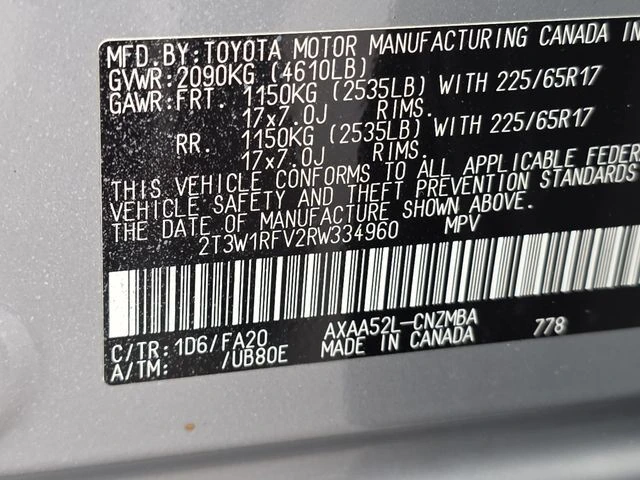 MFD.BY:TOYOTA MOTOR MANUFACTURING CANADA IN
GVWR:2090KG (4610LB)
GAWR:FRT. 1150KG (2535LB) WITH 225/65R17
17x7.0J RIMS.
RR. 1150KG (2535LB) WITH 225/65R17
17x7.0J RIMS.
THIS VEHICLE CONFORMS TO ALL APPLICABLE FEDER
VEHICLE SAFETY AND THEFT PREVENTION STANDARDS
THE DATE OF MANUFACTURE SHOWN ABOVE.
2T3W1RFV2RW334960 MPV
C/TR: 1D6/FA20 AXAA52L-CNZMBA 778
A/TM: /UB80E MADE IN CANADA